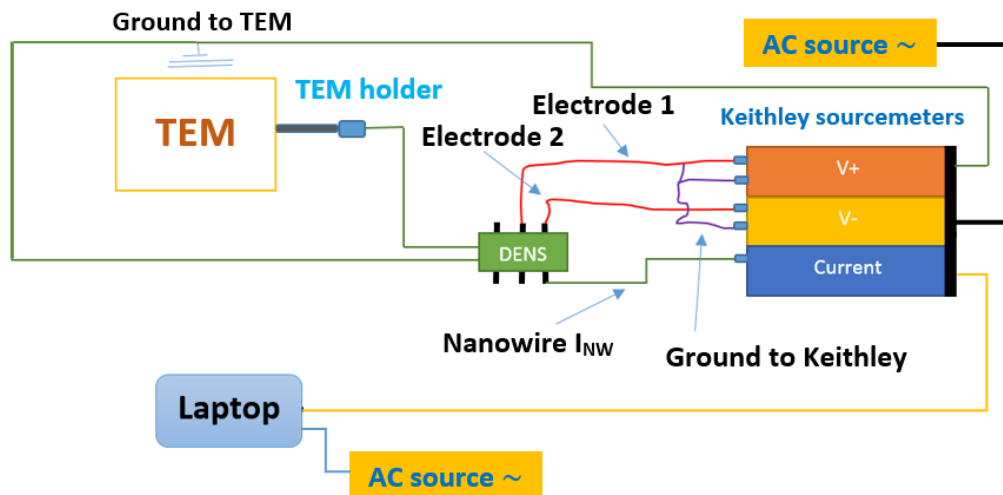 Ground to TEM
AC source ~
TEM holder
Electrode 1
Keithley sourcemeters
TEM
Electrode 2
V+
V-
DENS
Current
Nanowire I_NW
Ground to Keithley
Laptop
AC source ~